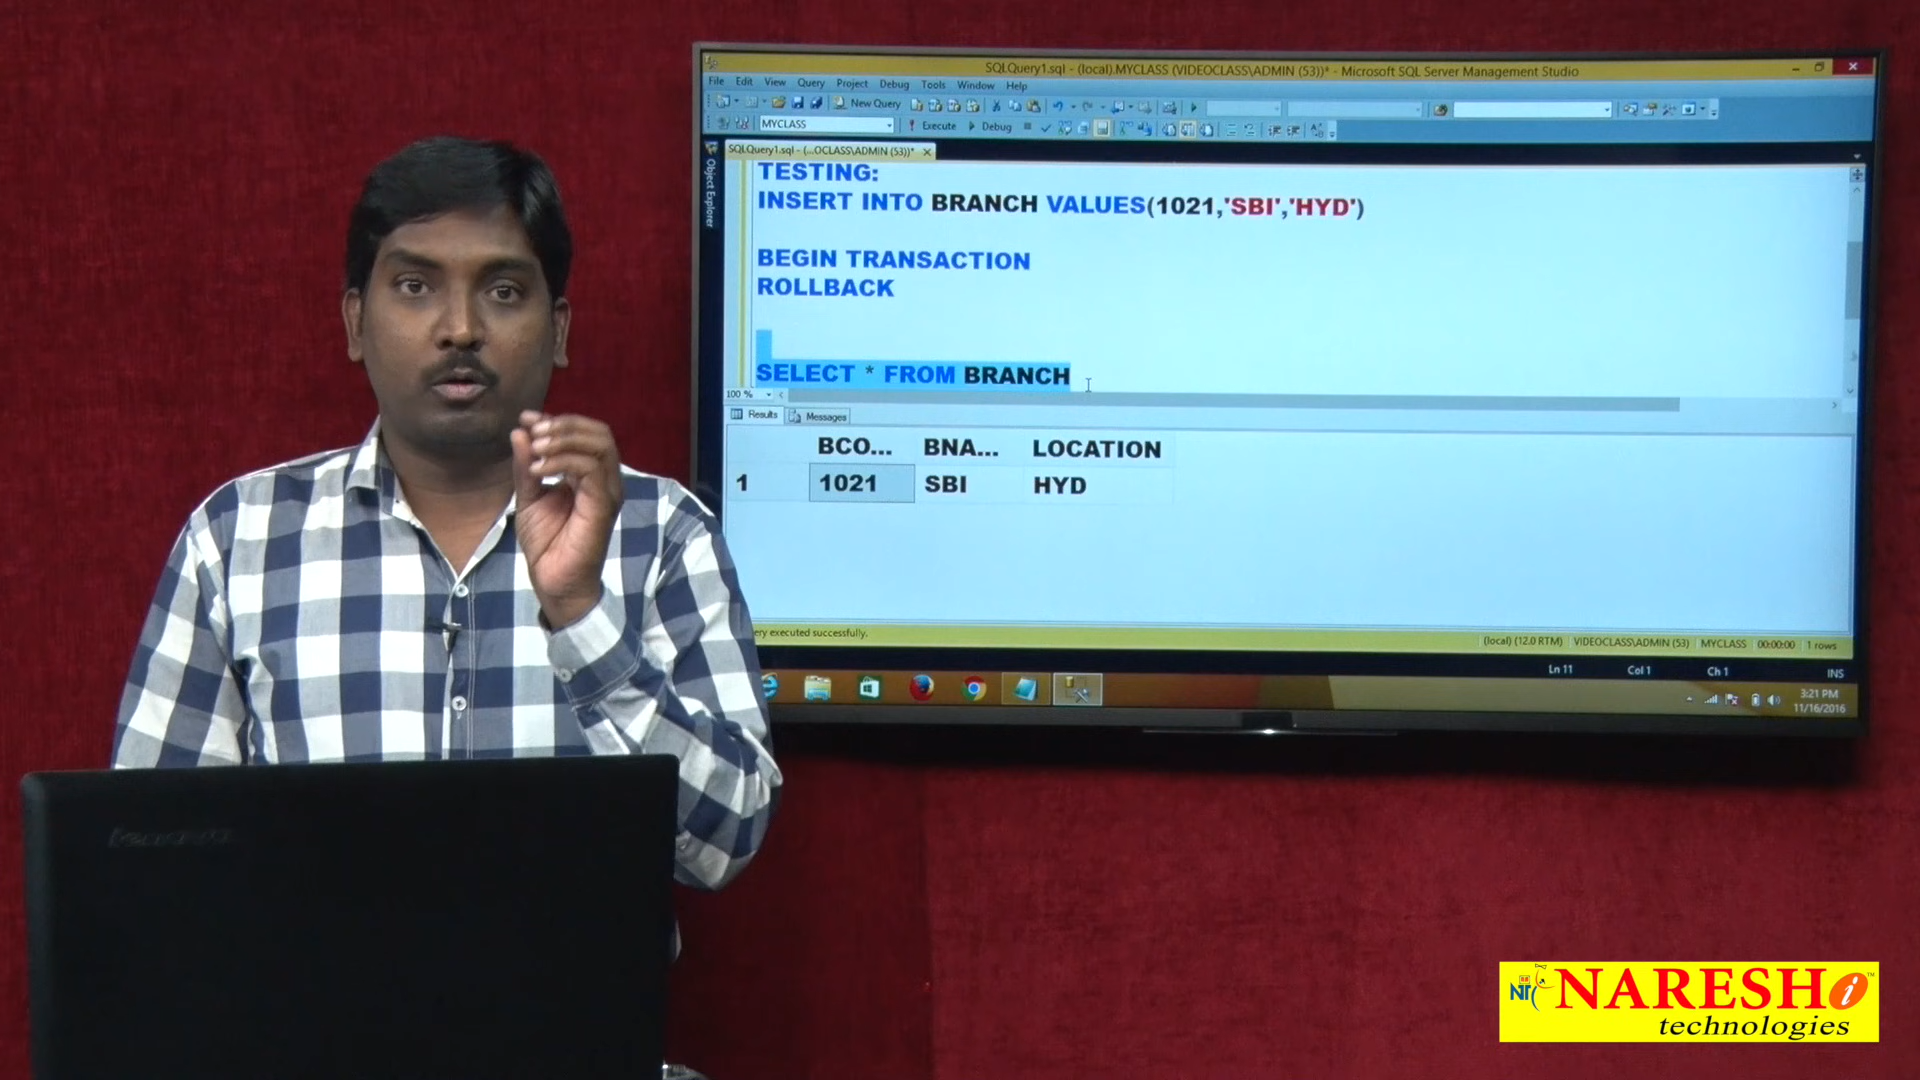 SQLQuery1.sql - (local).MYCLASS (VIDEOCLASS\ADMIN (53))* - Microsoft SQL Server Management Studio
File Edit View Query Project Debug Tools Window Help
New Query
MYCLASS Execute Debug
SQLQuery1.sql - (...OCLASS\ADMIN (53))*
Object Explorer
TESTING:
INSERT INTO BRANCH VALUES(1021,'SBI','HYD')
BEGIN TRANSACTION
ROLLBACK
SELECT * FROM BRANCH
100 %
Results Messages
BCO... BNA... LOCATION
1 1021 SBI HYD
ery executed successfully. (local) (12.0 RTM) VIDEOCLASS\ADMIN (53) MYCLASS 00:00:00 1 rows
Ln 11 Col 1 Ch 1 INS
3:21 PM
11/16/2016
NT NARESH i ™
technologies